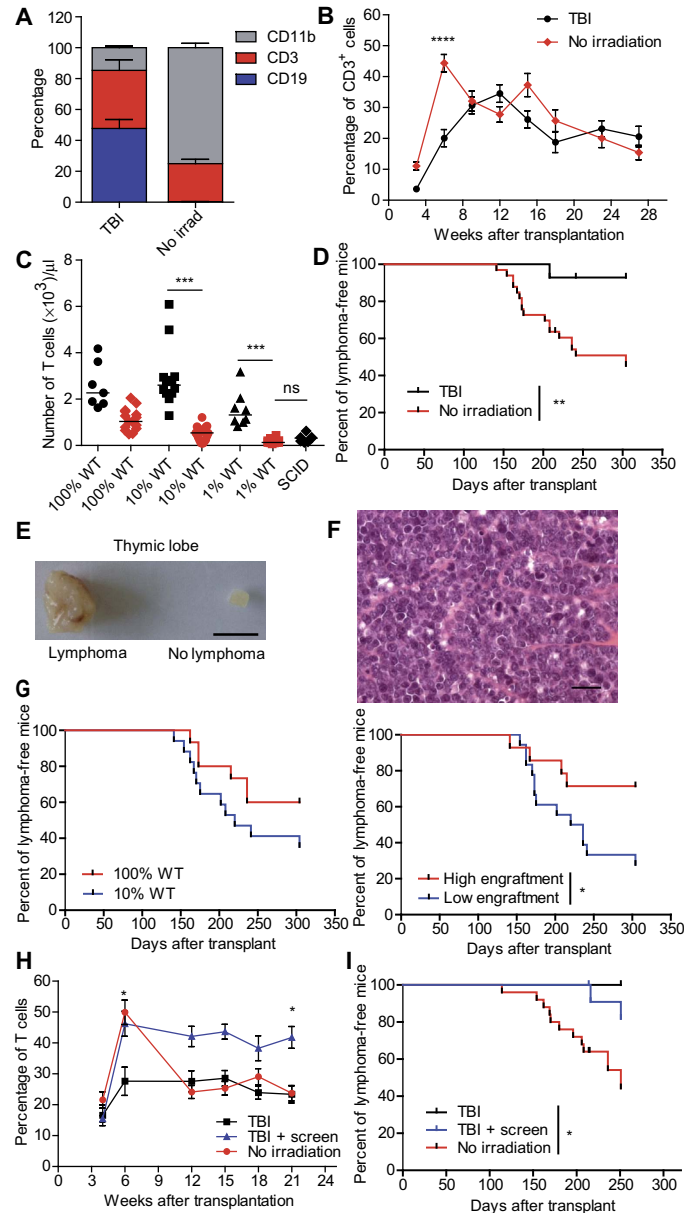 A
Percentage
120
100
80
60
40
20
0
TBI
No irrad
CD11b
CD3
CD19
B
Percentage of CD3+ cells
60
50
40
30
20
10
0
0 4 8 12 16 20 24 28
Weeks after transplantation
TBI
No irradiation
****
C
Number of T cells (×10³)/µl
8
6
4
2
0
***
***
ns
100% WT
100% WT
10% WT
10% WT
1% WT
1% WT
SCID
D
Percent of lymphoma-free mice
100
80
60
40
20
0
0 50 100 150 200 250 300 350
Days after transplant
TBI
No irradiation
**
E
Thymic lobe
Lymphoma No lymphoma
F
G
Percent of lymphoma-free mice
100
80
60
40
20
0
0 50 100 150 200 250 300 350
Days after transplant
100% WT
10% WT
Percent of lymphoma-free mice
100
80
60
40
20
0
0 50 100 150 200 250 300 350
Days after transplant
High engraftment
Low engraftment
*
H
Percentage of T cells
60
50
40
30
20
10
0
0 3 6 9 12 15 18 21 24
Weeks after transplantation
*
*
TBI
TBI + screen
No irradiation
I
Percent of lymphoma-free mice
100
80
60
40
20
0
0 50 100 150 200 250 300
Days after transplant
TBI
TBI + screen
No irradiation
*